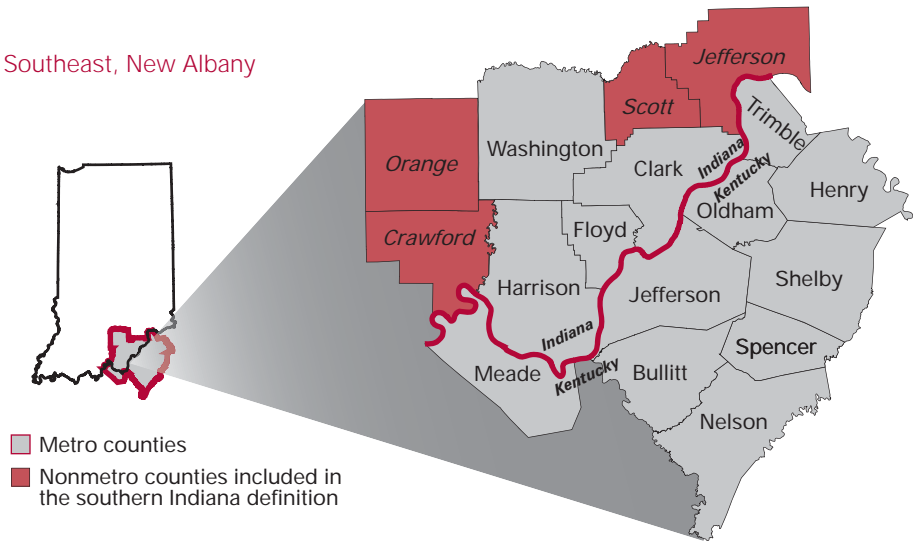 Southeast, New Albany
Jefferson
Scott
Trimble
Orange
Washington
Clark
Indiana
Kentucky
Henry
Oldham
Crawford
Floyd
Harrison
Jefferson
Shelby
Indiana
Kentucky
Spencer
Meade
Bullitt
Nelson
Metro counties
Nonmetro counties included in
the southern Indiana definition